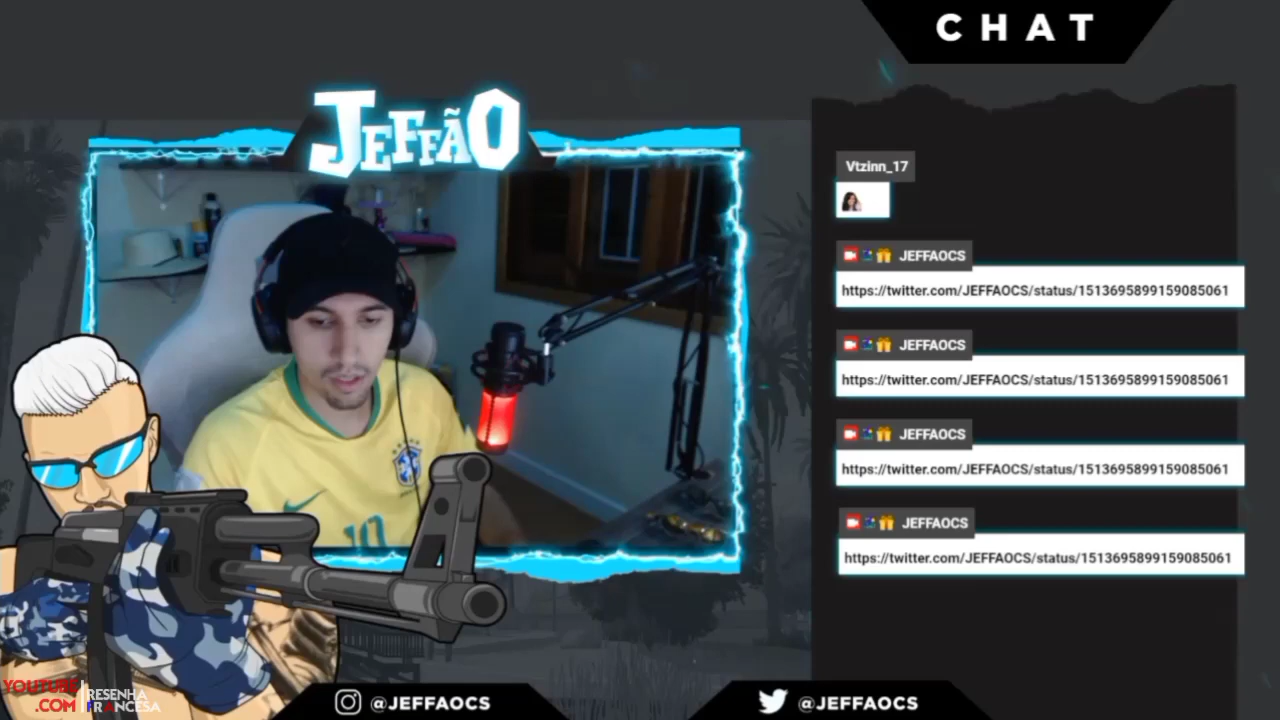 CHAT
JEFFÃO
Vtzinn_17
JEFFAOCS
https://twitter.com/JEFFAOCS/status/1513695899159085061
JEFFAOCS
https://twitter.com/JEFFAOCS/status/1513695899159085061
JEFFAOCS
https://twitter.com/JEFFAOCS/status/1513695899159085061
JEFFAOCS
https://twitter.com/JEFFAOCS/status/1513695899159085061
10
YOUTUBE
.COM
RESENHA
FRANCESA
@JEFFAOCS
@JEFFAOCS